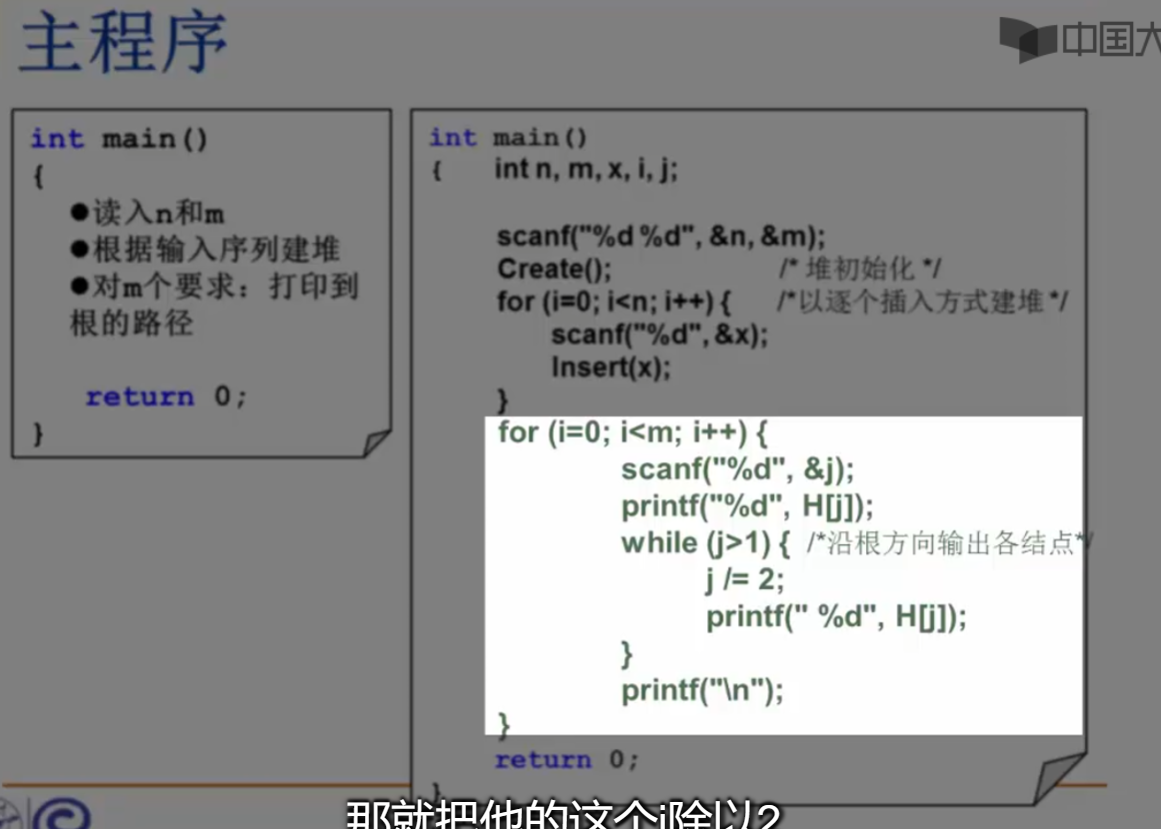 主程序
中国大
int main()
{
●读入n和m
●根据输入序列建堆
●对m个要求：打印到
根的路径
return 0;
}
int main()
{ int n, m, x, i, j;
scanf("%d %d", &n, &m);
Create(); /* 堆初始化 */
for (i=0; i<n; i++) { /*以逐个插入方式建堆 */
scanf("%d", &x);
Insert(x);
}
for (i=0; i<m; i++) {
scanf("%d", &j);
printf("%d", H[j]);
while (j>1) { /*沿根方向输出各结点*/
j /= 2;
printf(" %d", H[j]);
}
printf("\n");
}
return 0;
}
那就把他的这个j除以2